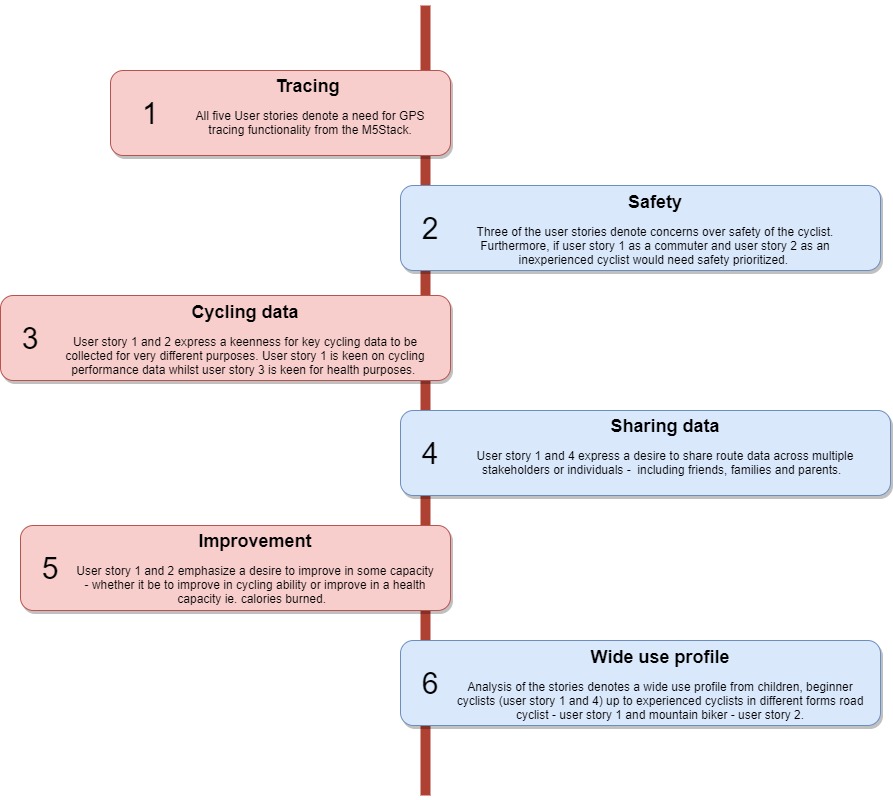 Tracing
1
All five User stories denote a need for GPS
tracing functionality from the M5Stack.
Safety
2
Three of the user stories denote concerns over safety of the cyclist.
Furthermore, if user story 1 as a commuter and user story 2 as an
inexperienced cyclist would need safety prioritized.
Cycling data
3
User story 1 and 2 express a keenness for key cycling data to be
collected for very different purposes. User story 1 is keen on cycling
performance data whilst user story 3 is keen for health purposes.
Sharing data
4
User story 1 and 4 express a desire to share route data across multiple
stakeholders or individuals - including friends, families and parents.
Improvement
5
User story 1 and 2 emphasize a desire to improve in some capacity
- whether it be to improve in cycling ability or improve in a health
capacity ie. calories burned.
Wide use profile
6
Analysis of the stories denotes a wide use profile from children, beginner
cyclists (user story 1 and 4) up to experienced cyclists in different forms road
cyclist - user story 1 and mountain biker - user story 2.